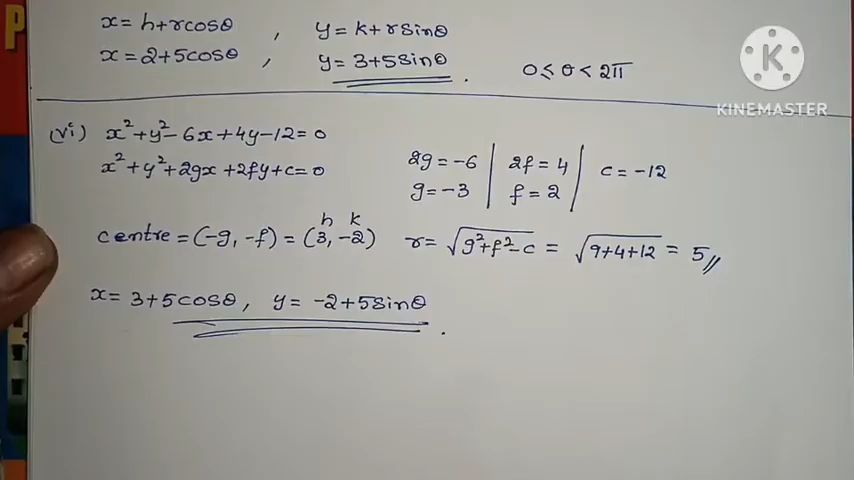 x = h+rcosθ , y = k+rsinθ
x = 2+5cosθ , y = 3+5sinθ . 0 ≤ θ < 2π
KINEMASTER
(vi) x²+y²-6x+4y-12=0
x²+y²+2gx+2fy+c=0
2g=-6 | 2f=4 | c=-12
g=-3 | f=2
h k
centre = (-g, -f) = (3, -2) r = √g²+f²-c = √9+4+12 = 5//
x = 3+5cosθ, y = -2+5sinθ .